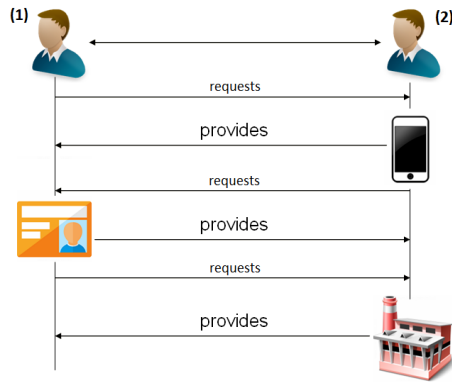 (1)
(2)
requests
provides
requests
provides
requests
provides